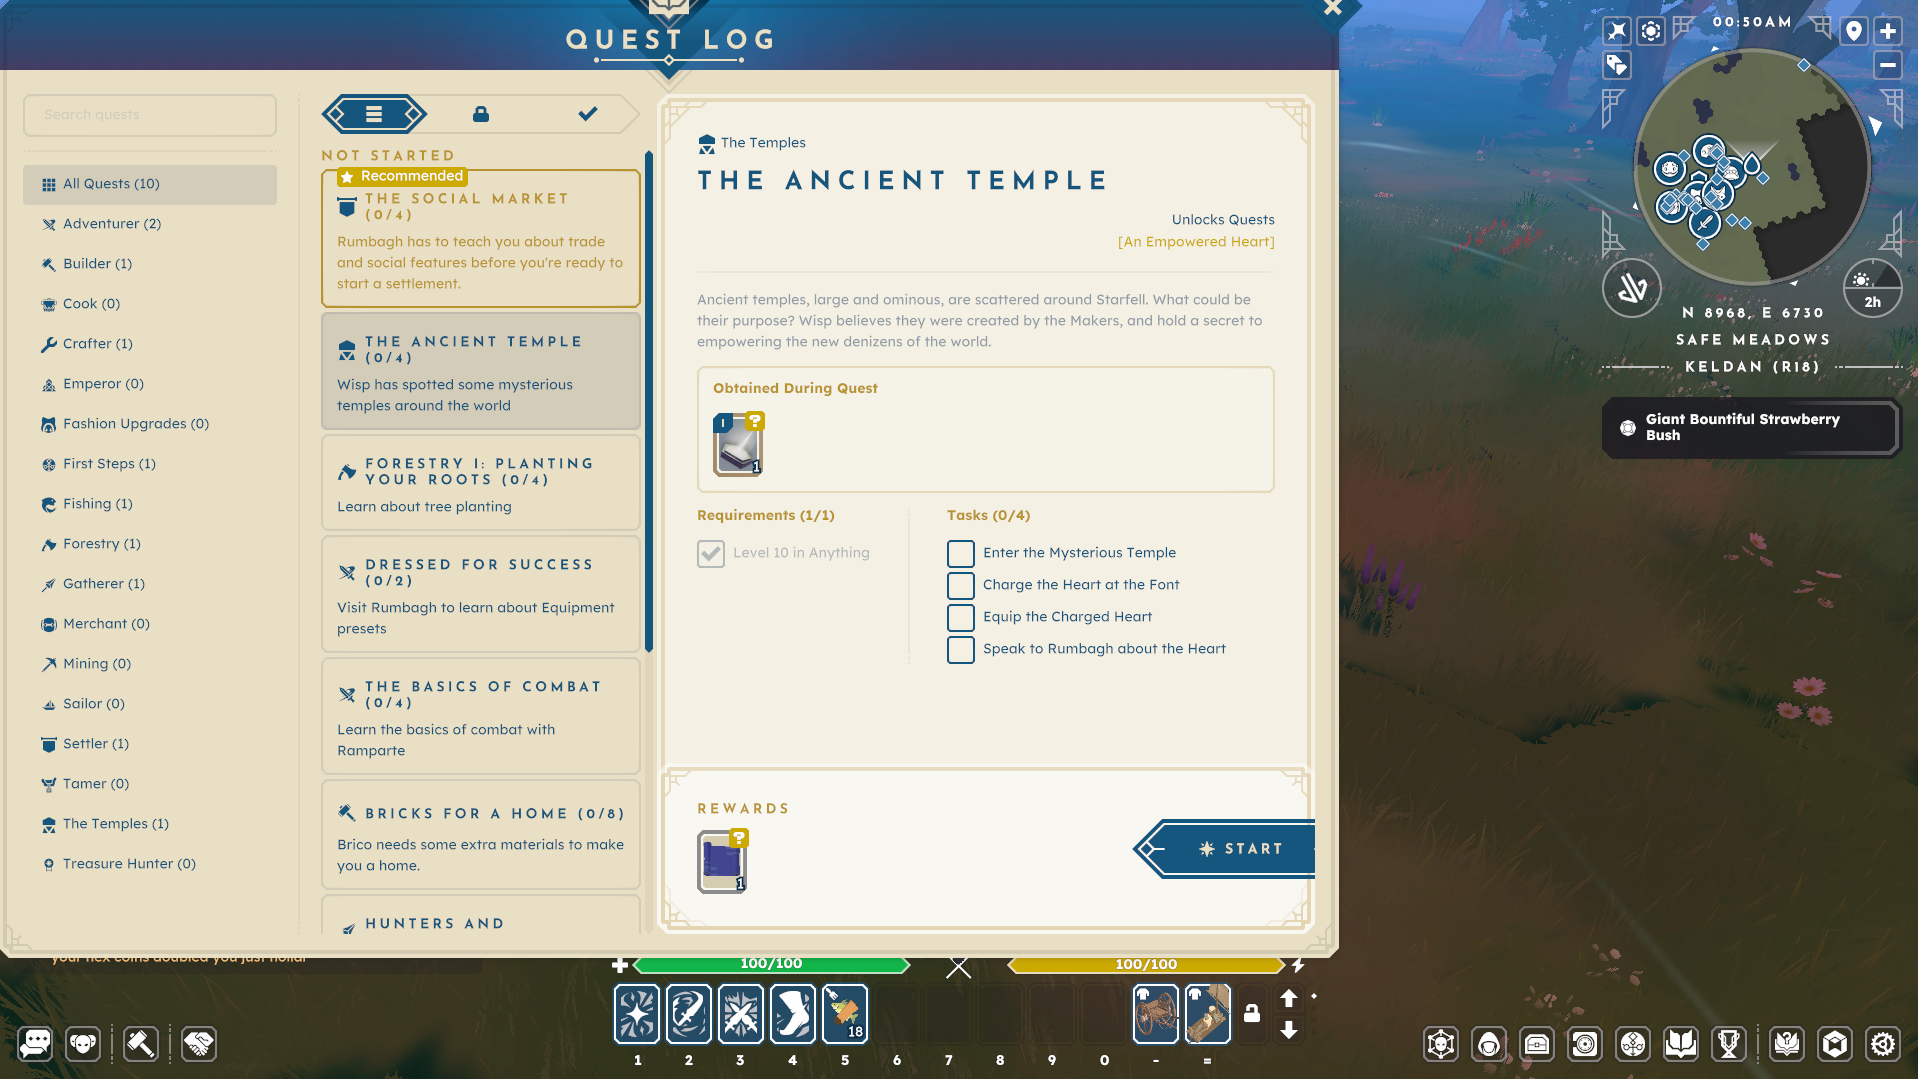 QUEST LOG
Search quests
All Quests (10)
Adventurer (2)
Builder (1)
Cook (0)
Crafter (1)
Emperor (0)
Fashion Upgrades (0)
First Steps (1)
Fishing (1)
Forestry (1)
Gatherer (1)
Merchant (0)
Mining (0)
Sailor (0)
Settler (1)
Tamer (0)
The Temples (1)
Treasure Hunter (0)
NOT STARTED
Recommended
THE SOCIAL MARKET
(0/4)
Rumbagh has to teach you about trade
and social features before you're ready to
start a settlement.
THE ANCIENT TEMPLE
(0/4)
Wisp has spotted some mysterious
temples around the world
FORESTRY I: PLANTING
YOUR ROOTS (0/4)
Learn about tree planting
DRESSED FOR SUCCESS
(0/2)
Visit Rumbagh to learn about Equipment
presets
THE BASICS OF COMBAT
(0/4)
Learn the basics of combat with
Ramparte
BRICKS FOR A HOME (0/8)
Brico needs some extra materials to make
you a home.
HUNTERS AND
The Temples
THE ANCIENT TEMPLE
Unlocks Quests
[An Empowered Heart]
Ancient temples, large and ominous, are scattered around Starfell. What could be
their purpose? Wisp believes they were created by the Makers, and hold a secret to
empowering the new denizens of the world.
Obtained During Quest
I
?
1
Requirements (1/1)
Level 10 in Anything
Tasks (0/4)
Enter the Mysterious Temple
Charge the Heart at the Font
Equip the Charged Heart
Speak to Rumbagh about the Heart
REWARDS
?
1
START
00:50AM
2h
N 8968, E 6730
SAFE MEADOWS
KELDAN (R18)
Giant Bountiful Strawberry
Bush
your hex coins doubled you just holla!
100/100
100/100
18
1 2 3 4 5 6 7 8 9 0 - =